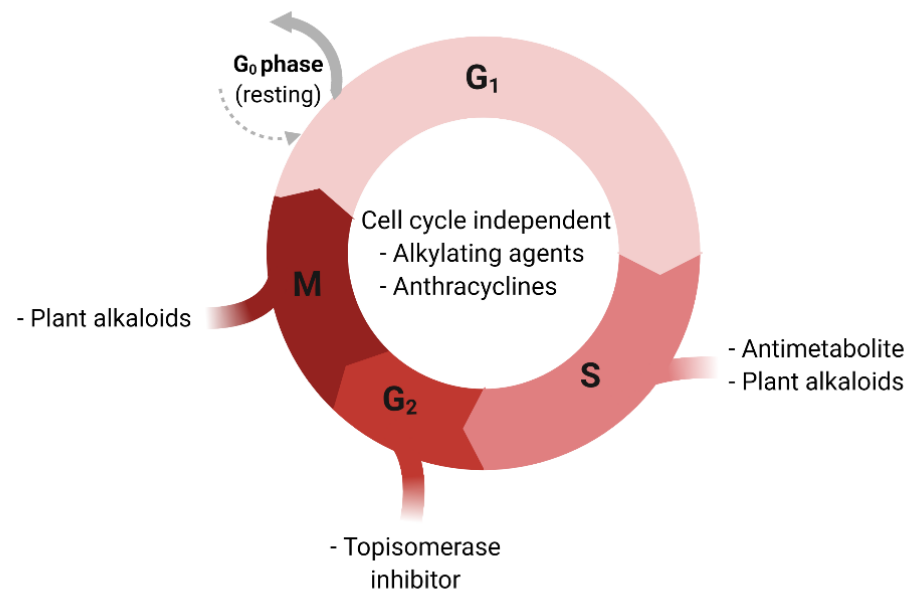 G₀ phase
(resting)
G₁
Cell cycle independent
- Alkylating agents
- Anthracyclines
M
- Plant alkaloids
- Antimetabolite
- Plant alkaloids
S
G₂
- Topisomerase
inhibitor